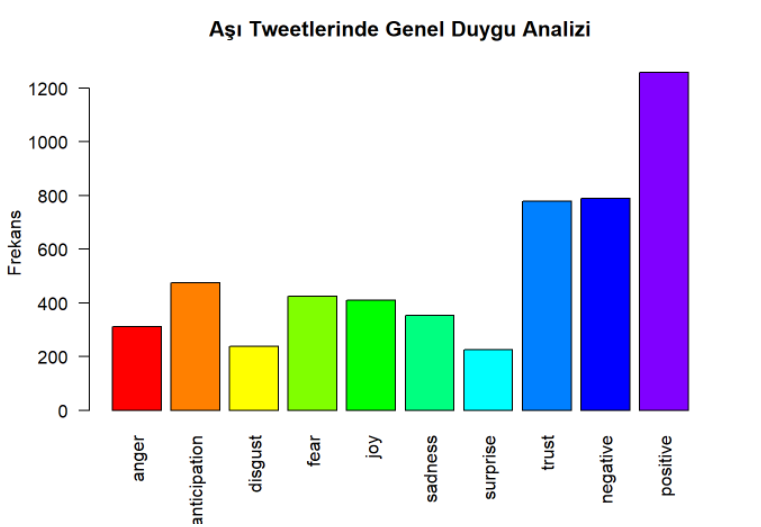 Aşı Tweetlerinde Genel Duygu Analizi
Frekans
1200
1000
800
600
400
200
0
anger
anticipation
disgust
fear
joy
sadness
surprise
trust
negative
positive